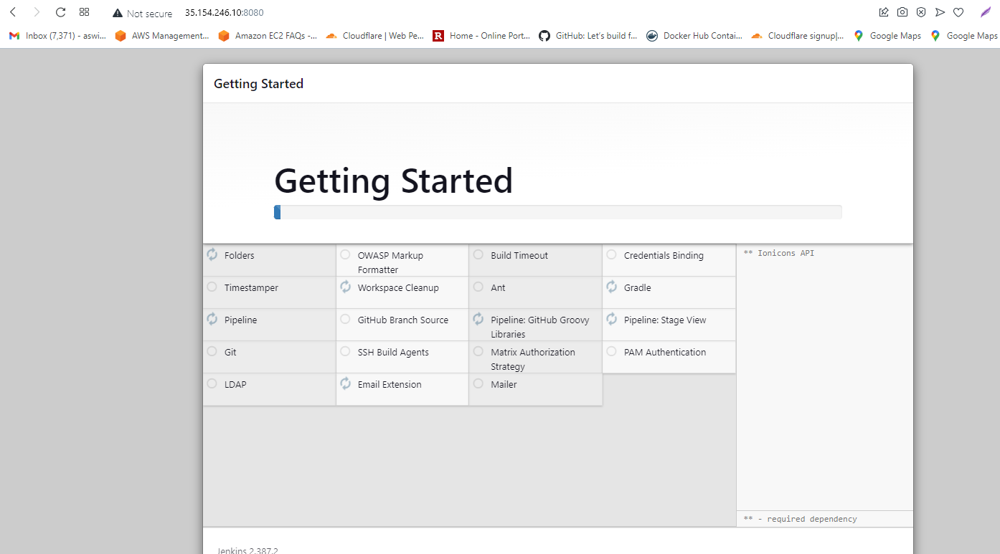 Not secure 35.154.246.10:8080
Inbox (7,371) - aswi... AWS Management... Amazon EC2 FAQs -... Cloudflare | Web Pe... R Home - Online Port... GitHub: Let's build f... Docker Hub Contai... Cloudflare signup|... Google Maps Google Maps
Getting Started
Getting Started
Folders
OWASP Markup
Formatter
Build Timeout
Credentials Binding
** Ionicons API
Timestamper
Workspace Cleanup
Ant
Gradle
Pipeline
GitHub Branch Source
Pipeline: GitHub Groovy
Libraries
Pipeline: Stage View
Git
SSH Build Agents
Matrix Authorization
Strategy
PAM Authentication
LDAP
Email Extension
Mailer
** - required dependency
Jenkins 2.387.2